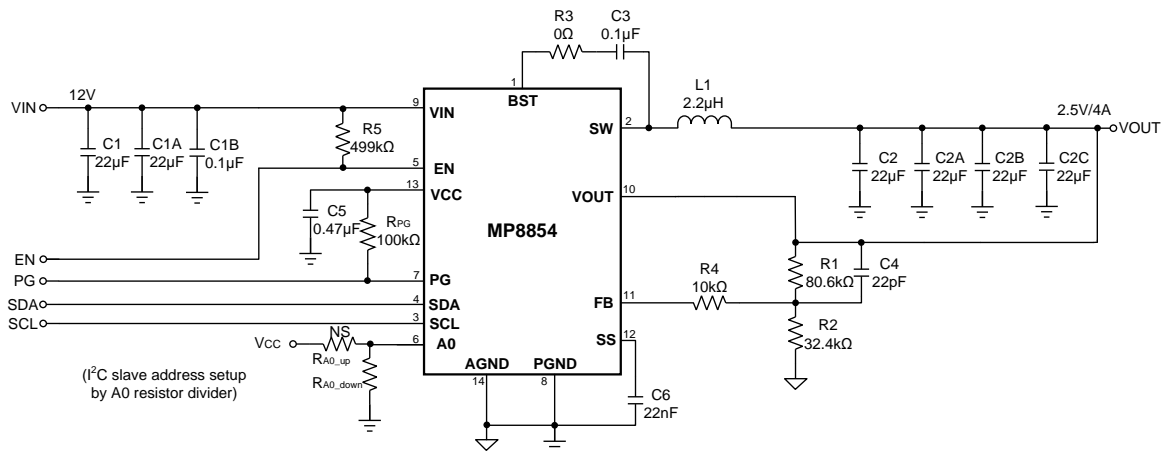 R3
0Ω
C3
0.1µF
1
BST
VIN
12V
9
VIN
C1
22µF
C1A
22µF
C1B
0.1µF
R5
499kΩ
5
EN
13
VCC
C5
0.47µF
RPG
100kΩ
MP8854
SW
2
L1
2.2µH
2.5V/4A
VOUT
C2
22µF
C2A
22µF
C2B
22µF
C2C
22µF
VOUT
10
EN
PG
7
PG
SDA
4
SDA
SCL
3
SCL
VCC
NS
6
A0
RA0_up
RA0_down
(I²C slave address setup
by A0 resistor divider)
FB
11
R4
10kΩ
R1
80.6kΩ
C4
22pF
R2
32.4kΩ
SS
12
C6
22nF
AGND
14
PGND
8